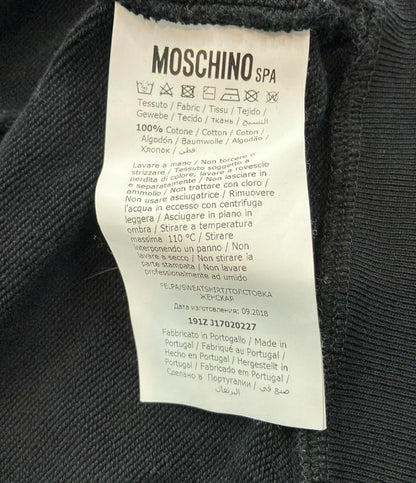 MOSCHINO SPA
Tessuto / Fabric / Tissu / Tejido /
Gewebe / Tecido / ткань / النسيج
100% Cotone / Cotton / Coton /
Algodón / Baumwolle / Algodão /
Хлопок / قطن
Lavare a mano / Non torcere o
strizzare / Tessuto soggetto a
perdita di colore, lavare a rovescio
e separatamente / Non lasciare in
ammollo / Non trattare con cloro /
Non usare asciugatrice / Rimuovere
l'acqua in eccesso con centrifuga
leggera / Asciugare in piano in
ombra / Stirare a temperatura
massima 110 °C / Stirare
interponendo un panno / Non
lavare a secco / Non stirare la
parte stampata / Non lavare
professionalmente ad umido
FELPA/SWEATSHIRT/ТОЛСТОВКА
ЖЕНСКАЯ
Дата изготовления: 09.2018
191Z J17020227
Fabbricato in Portogallo / Made in
Portugal / Fabriqué au Portugal /
Hecho en Portugal / Hergestellt in
Portugal / Fabricado em Portugal /
Сделано в Португалии / صنع في
البرتغال